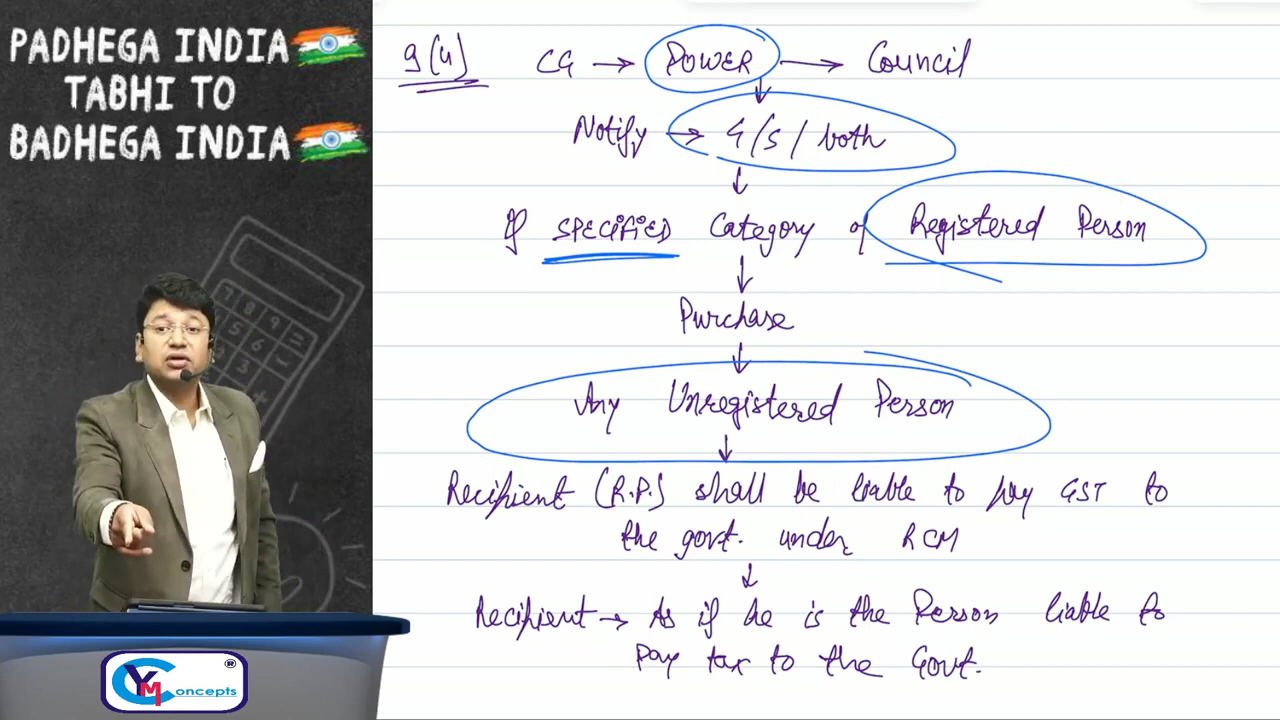 PADHEGA INDIA
TABHI TO
BADHEGA INDIA
9(4) CG → POWER → Council
Notify → G/S/both
If SPECIFIED Category of Registered Person
Purchase
Any Unregistered Person
Recipient (R.P.) shall be liable to pay GST to
the govt. under RCM
Recipient → As if he is the Person liable to
Pay tax to the Govt.
CYM Concepts ®